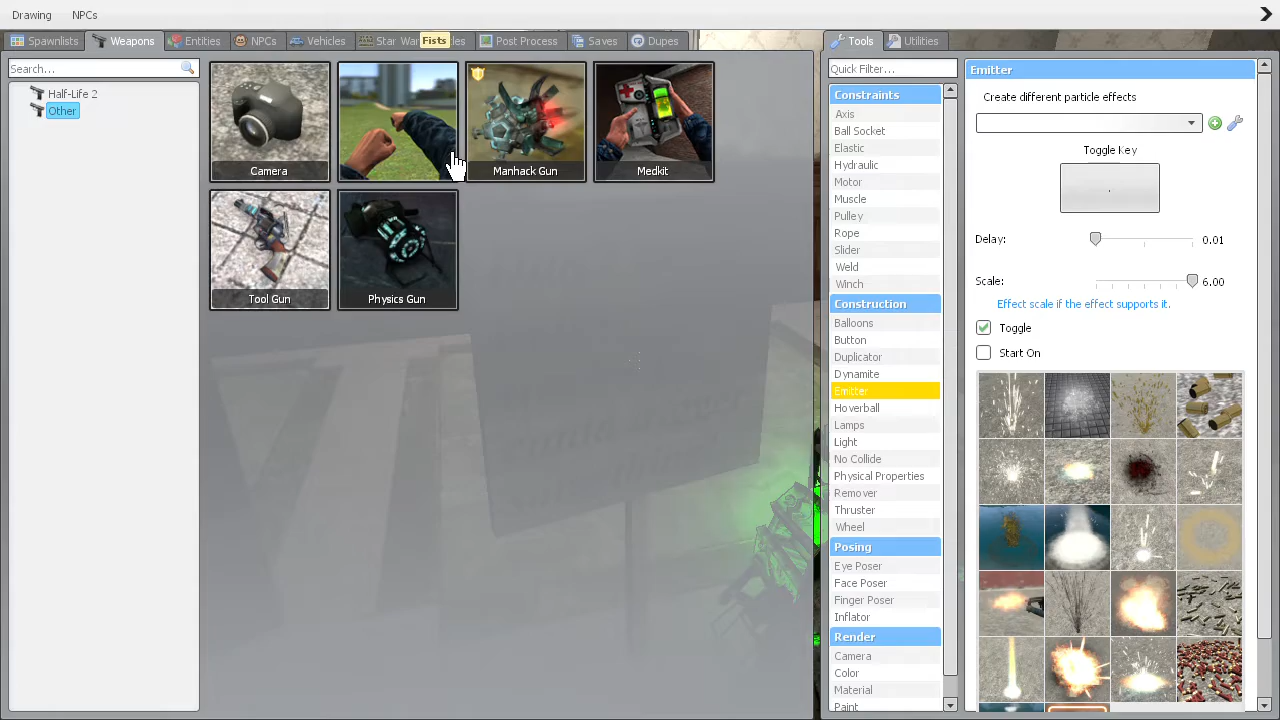 Drawing NPCs
Spawnlists Weapons Entities NPCs Vehicles Star War Fists les Post Process Saves Dupes
Search...
Half-Life 2
Other
Camera
Manhack Gun
Medkit
Tool Gun
Physics Gun
Tools Utilities
Quick Filter...
Constraints
Axis
Ball Socket
Elastic
Hydraulic
Motor
Muscle
Pulley
Rope
Slider
Weld
Winch
Construction
Balloons
Button
Duplicator
Dynamite
Emitter
Hoverball
Lamps
Light
No Collide
Physical Properties
Remover
Thruster
Wheel
Posing
Eye Poser
Face Poser
Finger Poser
Inflator
Render
Camera
Color
Material
Paint
Emitter
Create different particle effects
Toggle Key
.
Delay: 0.01
Scale: 6.00
Effect scale if the effect supports it.
Toggle
Start On